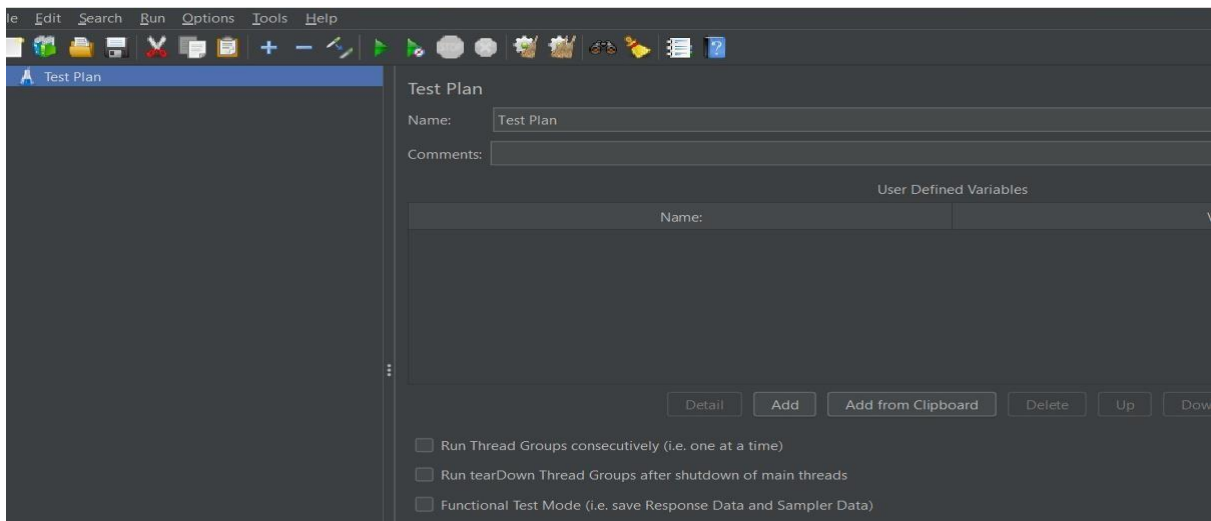 le Edit Search Run Options Tools Help
Test Plan
Test Plan
Name: Test Plan
Comments:
User Defined Variables
Name:
Detail Add Add from Clipboard Delete Up Dow
Run Thread Groups consecutively (i.e. one at a time)
Run tearDown Thread Groups after shutdown of main threads
Functional Test Mode (i.e. save Response Data and Sampler Data)